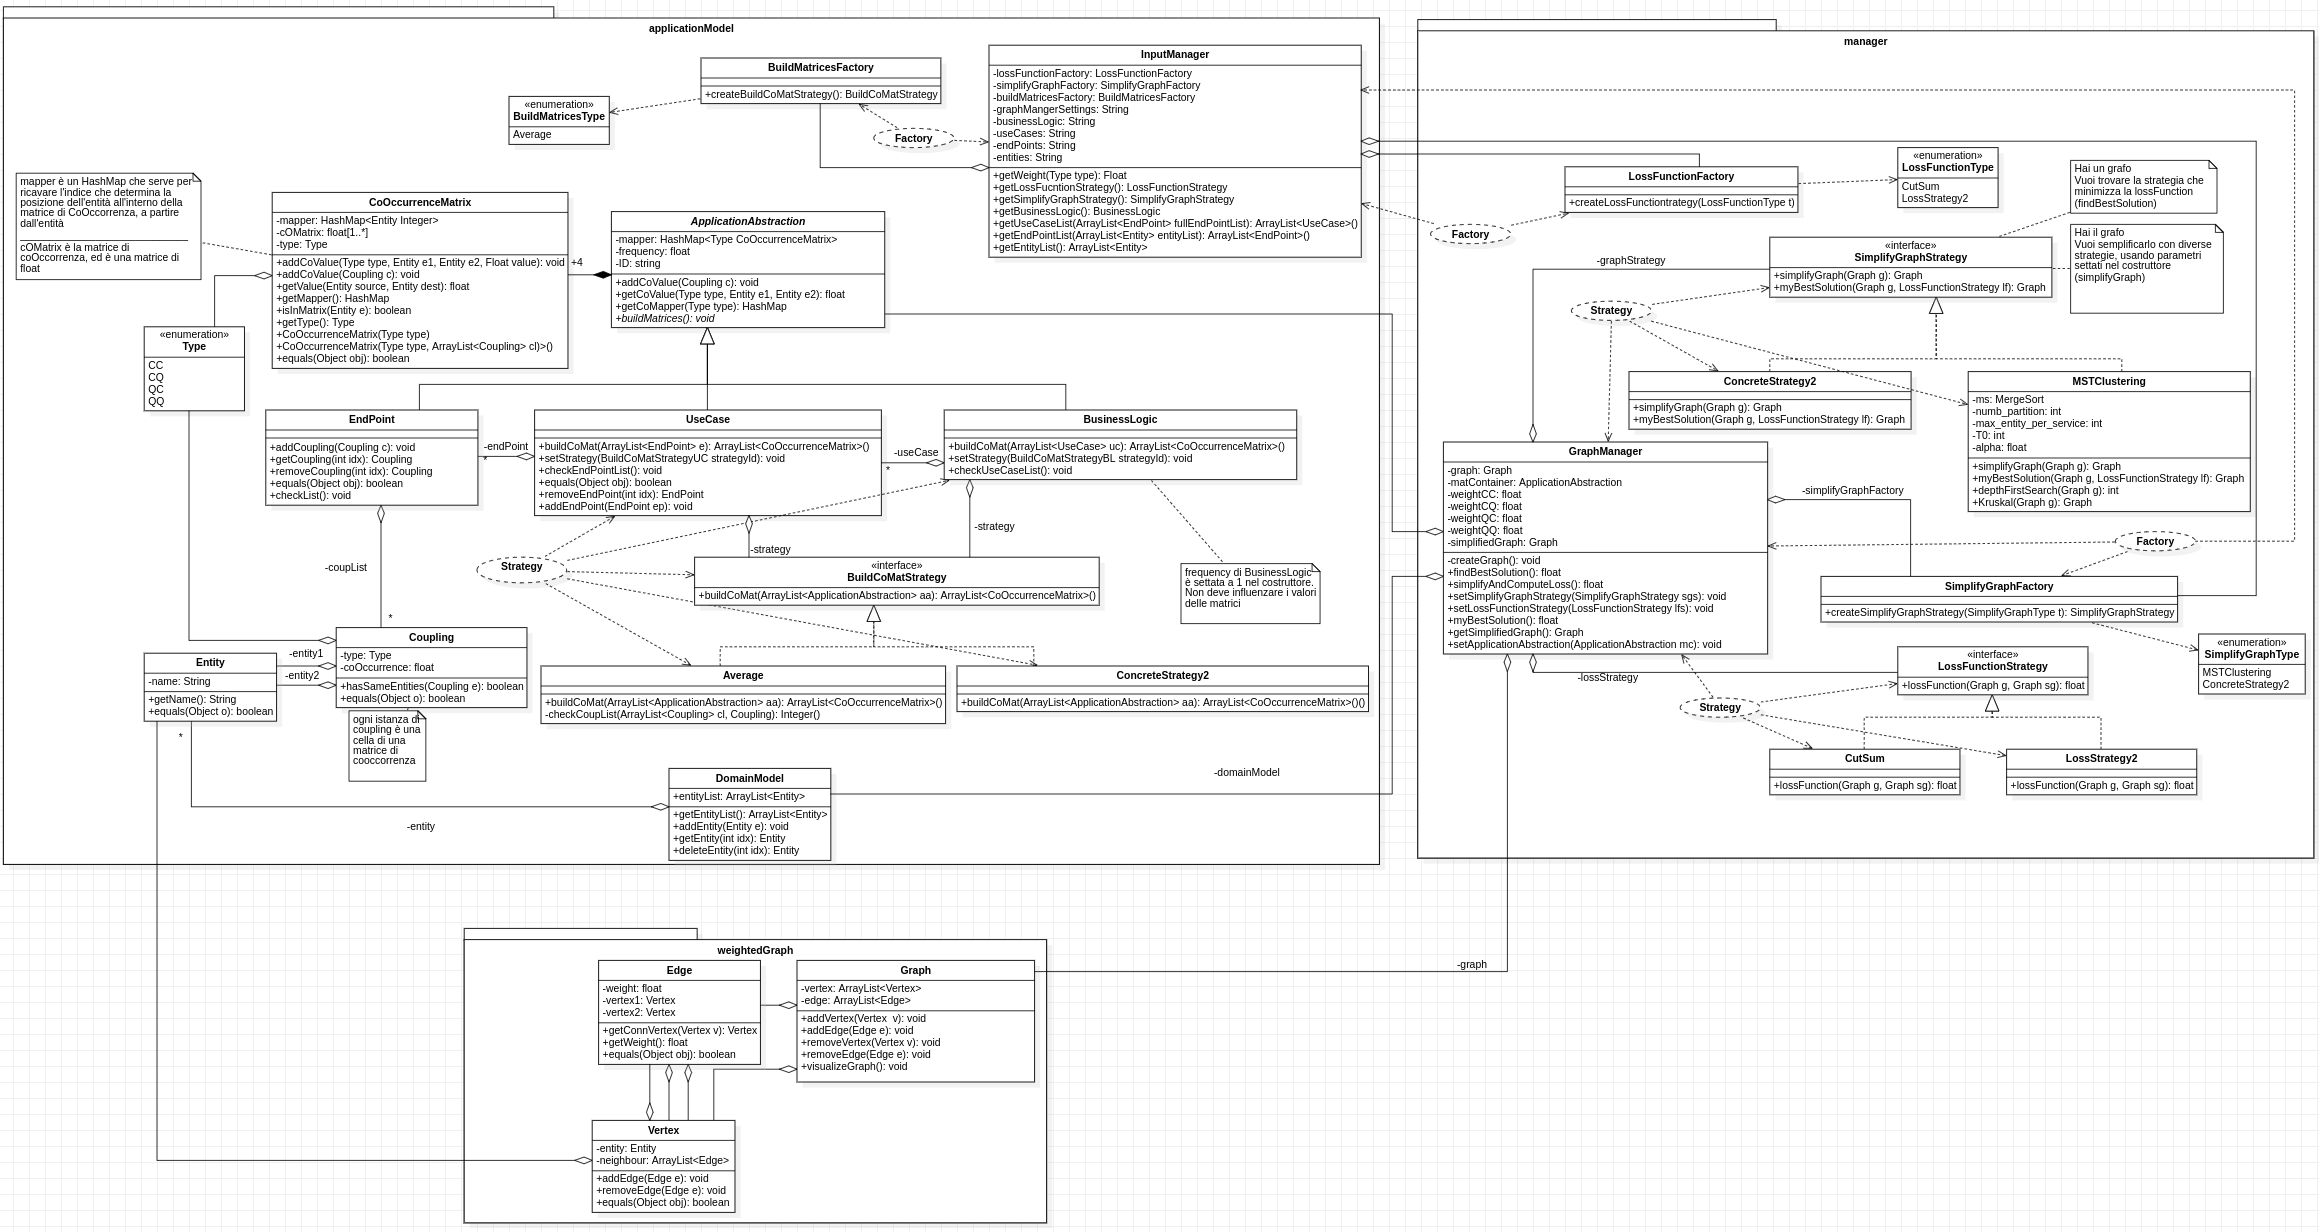 applicationModel
BuildMatricesFactory
+createBuildCoMatStrategy(): BuildCoMatStrategy
«enumeration»
BuildMatricesType
Average
Factory
InputManager
-lossFunctionFactory: LossFunctionFactory
-simplifyGraphFactory: SimplifyGraphFactory
-buildMatricesFactory: BuildMatricesFactory
-graphMangerSettings: String
-businessLogic: String
-useCases: String
-endPoints: String
-entities: String
+getWeight(Type type): Float
+getLossFucntionStrategy(): LossFunctionStrategy
+getSimplifyGraphStrategy(): SimplifyGraphStrategy
+getBusinessLogic(): BusinessLogic
+getUseCaseList(ArrayList<EndPoint> fullEndPointList): ArrayList<UseCase>()
+getEndPointList(ArrayList<Entity> entityList): ArrayList<EndPoint>()
+getEntityList(): ArrayList<Entity>
mapper è un HashMap che serve per
ricavare l'indice che determina la
posizione dell'entità all'interno della
matrice di CoOccorrenza, a partire
dall'entità
cOMatrix è la matrice di
coOccorrenza, ed è una matrice di
float
CoOccurrenceMatrix
-mapper: HashMap<Entity Integer>
-cOMatrix: float[1..*]
-type: Type
+addCoValue(Type type, Entity e1, Entity e2, Float value): void
+addCoValue(Coupling c): void
+getValue(Entity source, Entity dest): float
+getMapper(): HashMap
+isInMatrix(Entity e): boolean
+getType(): Type
+CoOccurrenceMatrix(Type type)
+CoOccurrenceMatrix(Type type, ArrayList<Coupling> cl)>()
+equals(Object obj): boolean
+4
ApplicationAbstraction
-mapper: HashMap<Type CoOccurrenceMatrix>
-frequency: float
-ID: string
+addCoValue(Coupling c): void
+getCoValue(Type type, Entity e1, Entity e2): float
+getCoMapper(Type type): HashMap
+buildMatrices(): void
«enumeration»
Type
CC
CQ
QC
QQ
EndPoint
+addCoupling(Coupling c): void
+getCoupling(int idx): Coupling
+removeCoupling(int idx): Coupling
+equals(Object obj): boolean
+checkList(): void
-endPoint
*
UseCase
+buildCoMat(ArrayList<EndPoint> e): ArrayList<CoOccurrenceMatrix>()
+setStrategy(BuildCoMatStrategyUC strategyId): void
+checkEndPointList(): void
+equals(Object obj): boolean
+removeEndPoint(int idx): EndPoint
+addEndPoint(EndPoint ep): void
-useCase
*
BusinessLogic
+buildCoMat(ArrayList<UseCase> uc): ArrayList<CoOccurrenceMatrix>()
+setStrategy(BuildCoMatStrategyBL strategyId): void
+checkUseCaseList(): void
-strategy
-strategy
Strategy
«interface»
BuildCoMatStrategy
+buildCoMat(ArrayList<ApplicationAbstraction> aa): ArrayList<CoOccurrenceMatrix>()
frequency di BusinessLogic
è settata a 1 nel costruttore.
Non deve influenzare i valori
delle matrici
-coupList
*
Coupling
-type: Type
-coOccurrence: float
+hasSameEntities(Coupling e): boolean
+equals(Object o): boolean
-entity1
-entity2
Entity
-name: String
+getName(): String
+equals(Object o): boolean
*
ogni istanza di
coupling è una
cella di una
matrice di
cooccorrenza
Average
+buildCoMat(ArrayList<ApplicationAbstraction> aa): ArrayList<CoOccurrenceMatrix>()
-checkCoupList(ArrayList<Coupling> cl, Coupling): Integer()
ConcreteStrategy2
+buildCoMat(ArrayList<ApplicationAbstraction> aa): ArrayList<CoOccurrenceMatrix()()
DomainModel
+entityList: ArrayList<Entity>
+getEntityList(): ArrayList<Entity>
+addEntity(Entity e): void
+getEntity(int idx): Entity
+deleteEntity(int idx): Entity
-entity
-domainModel
manager
LossFunctionFactory
+createLossFunctiontrategy(LossFunctionType t)
«enumeration»
LossFunctionType
CutSum
LossStrategy2
Factory
Hai un grafo
Vuoi trovare la strategia che
minimizza la lossFunction
(findBestSolution)
Hai il grafo
Vuoi semplificarlo con diverse
strategie, usando parametri
settati nel costruttore
(simplifyGraph)
-graphStrategy
«interface»
SimplifyGraphStrategy
+simplifyGraph(Graph g): Graph
+myBestSolution(Graph g, LossFunctionStrategy lf): Graph
Strategy
ConcreteStrategy2
+simplifyGraph(Graph g): Graph
+myBestSolution(Graph g, LossFunctionStrategy lf): Graph
MSTClustering
-ms: MergeSort
-numb_partition: int
-max_entity_per_service: int
-T0: int
-alpha: float
+simplifyGraph(Graph g): Graph
+myBestSolution(Graph g, LossFunctionStrategy lf): Graph
+depthFirstSearch(Graph g): int
+Kruskal(Graph g): Graph
GraphManager
-graph: Graph
-matContainer: ApplicationAbstraction
-weightCC: float
-weightCQ: float
-weightQC: float
-weightQQ: float
-simplifiedGraph: Graph
-createGraph(): void
+findBestSolution(): float
+simplifyAndComputeLoss(): float
+setSimplifyGraphStrategy(SimplifyGraphStrategy sgs): void
+setLossFunctionStrategy(LossFunctionStrategy lfs): void
+myBestSolution(): float
+getSimplifiedGraph(): Graph
+setApplicationAbstraction(ApplicationAbstraction mc): void
-simplifyGraphFactory
Factory
SimplifyGraphFactory
+createSimplifyGraphStrategy(SimplifyGraphType t): SimplifyGraphStrategy
«enumeration»
SimplifyGraphType
MSTClustering
ConcreteStrategy2
«interface»
LossFunctionStrategy
+lossFunction(Graph g, Graph sg): float
-lossStrategy
Strategy
CutSum
+lossFunction(Graph g, Graph sg): float
LossStrategy2
+lossFunction(Graph g, Graph sg): float
-graph
weightedGraph
Edge
-weight: float
-vertex1: Vertex
-vertex2: Vertex
+getConnVertex(Vertex v): Vertex
+getWeight(): float
+equals(Object obj): boolean
Graph
-vertex: ArrayList<Vertex>
-edge: ArrayList<Edge>
+addVertex(Vertex  v): void
+addEdge(Edge e): void
+removeVertex(Vertex v): void
+removeEdge(Edge e): void
+visualizeGraph(): void
Vertex
-entity: Entity
-neighbour: ArrayList<Edge>
+addEdge(Edge e): void
+removeEdge(Edge e): void
+equals(Object obj): boolean